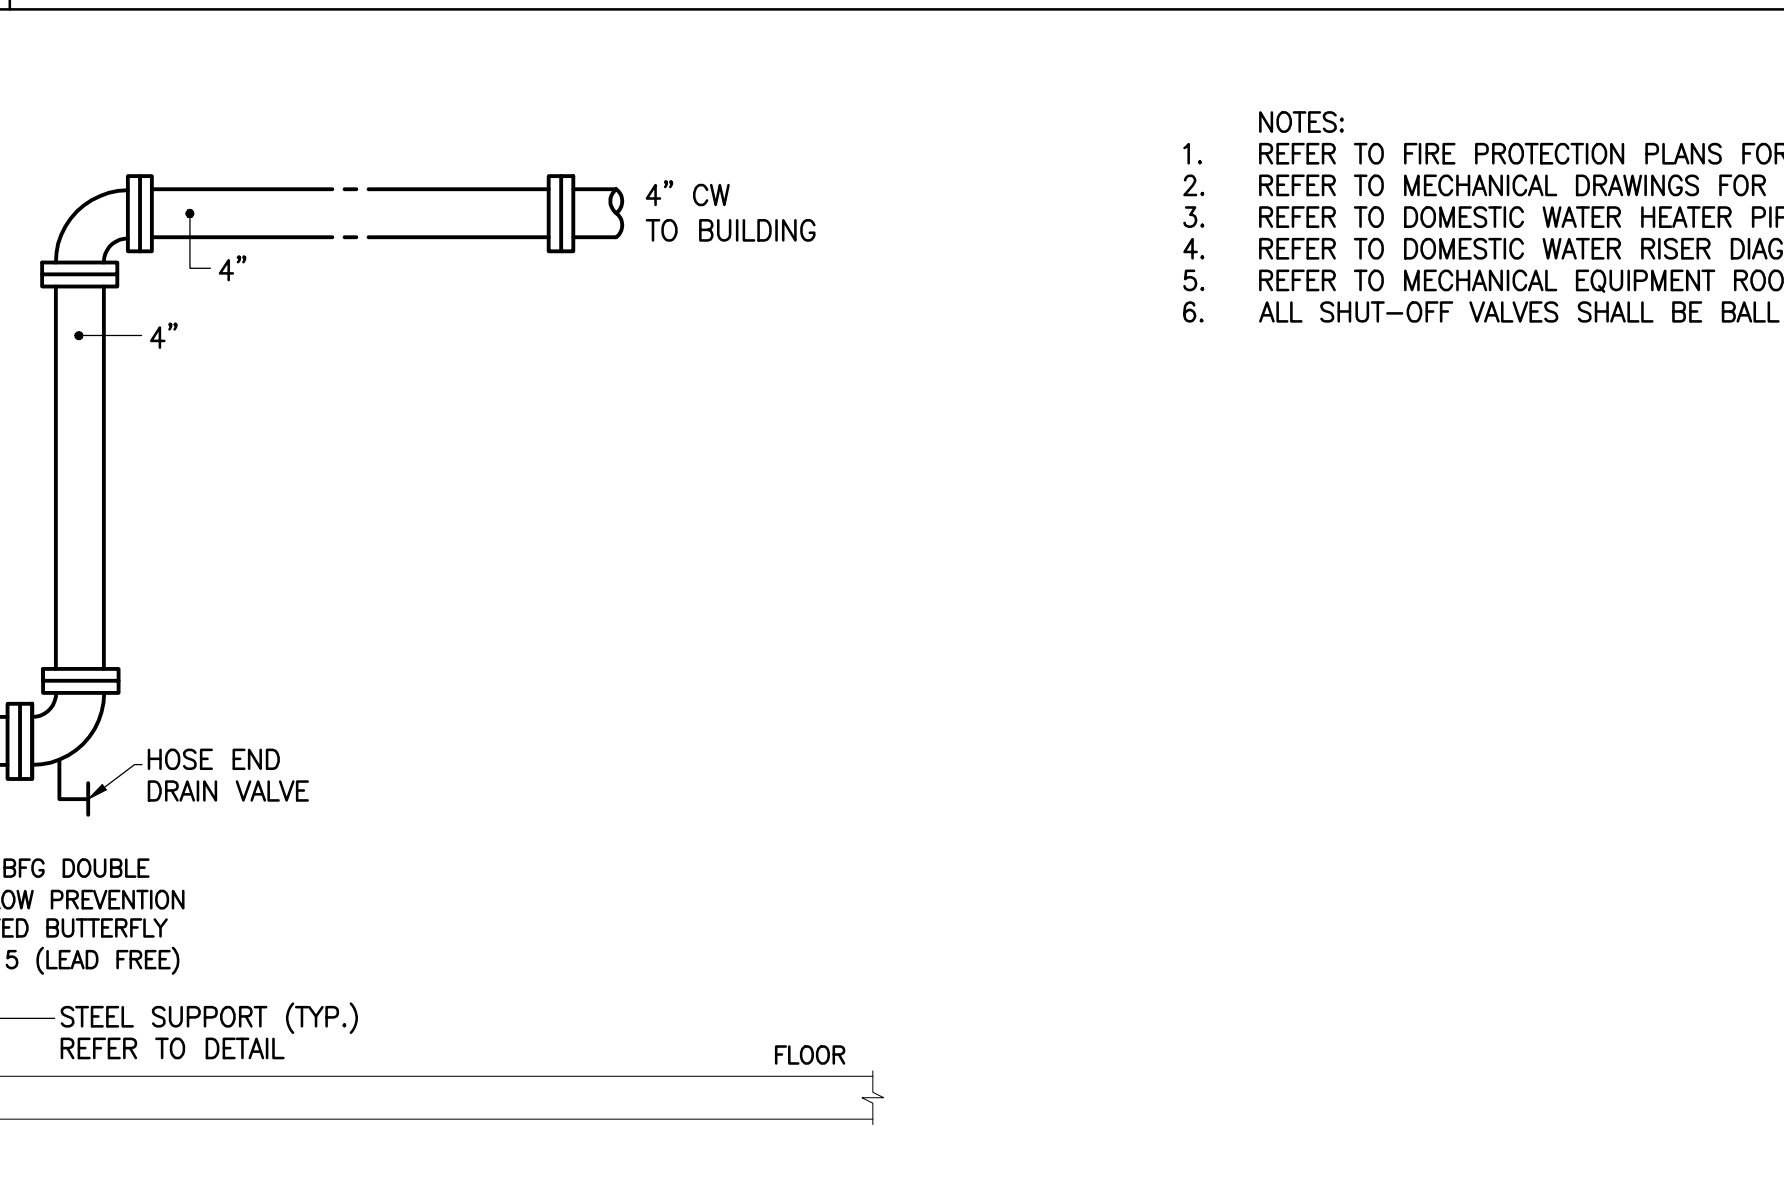 4” CW
TO BUILDING
4”
4”
HOSE END
DRAIN VALVE
BFG DOUBLE
PREVENTION
BUTTERFLY
5 (LEAD FREE)
STEEL SUPPORT (TYP.)
REFER TO DETAIL
FLOOR
NOTES:
1. REFER TO FIRE PROTECTION PLANS FOR
2. REFER TO MECHANICAL DRAWINGS FOR
3. REFER TO DOMESTIC WATER HEATER
4. REFER TO DOMESTIC WATER RISER DIAG
5. REFER TO MECHANICAL EQUIPMENT ROO
6. ALL SHUT-OFF VALVES SHALL BE BALL